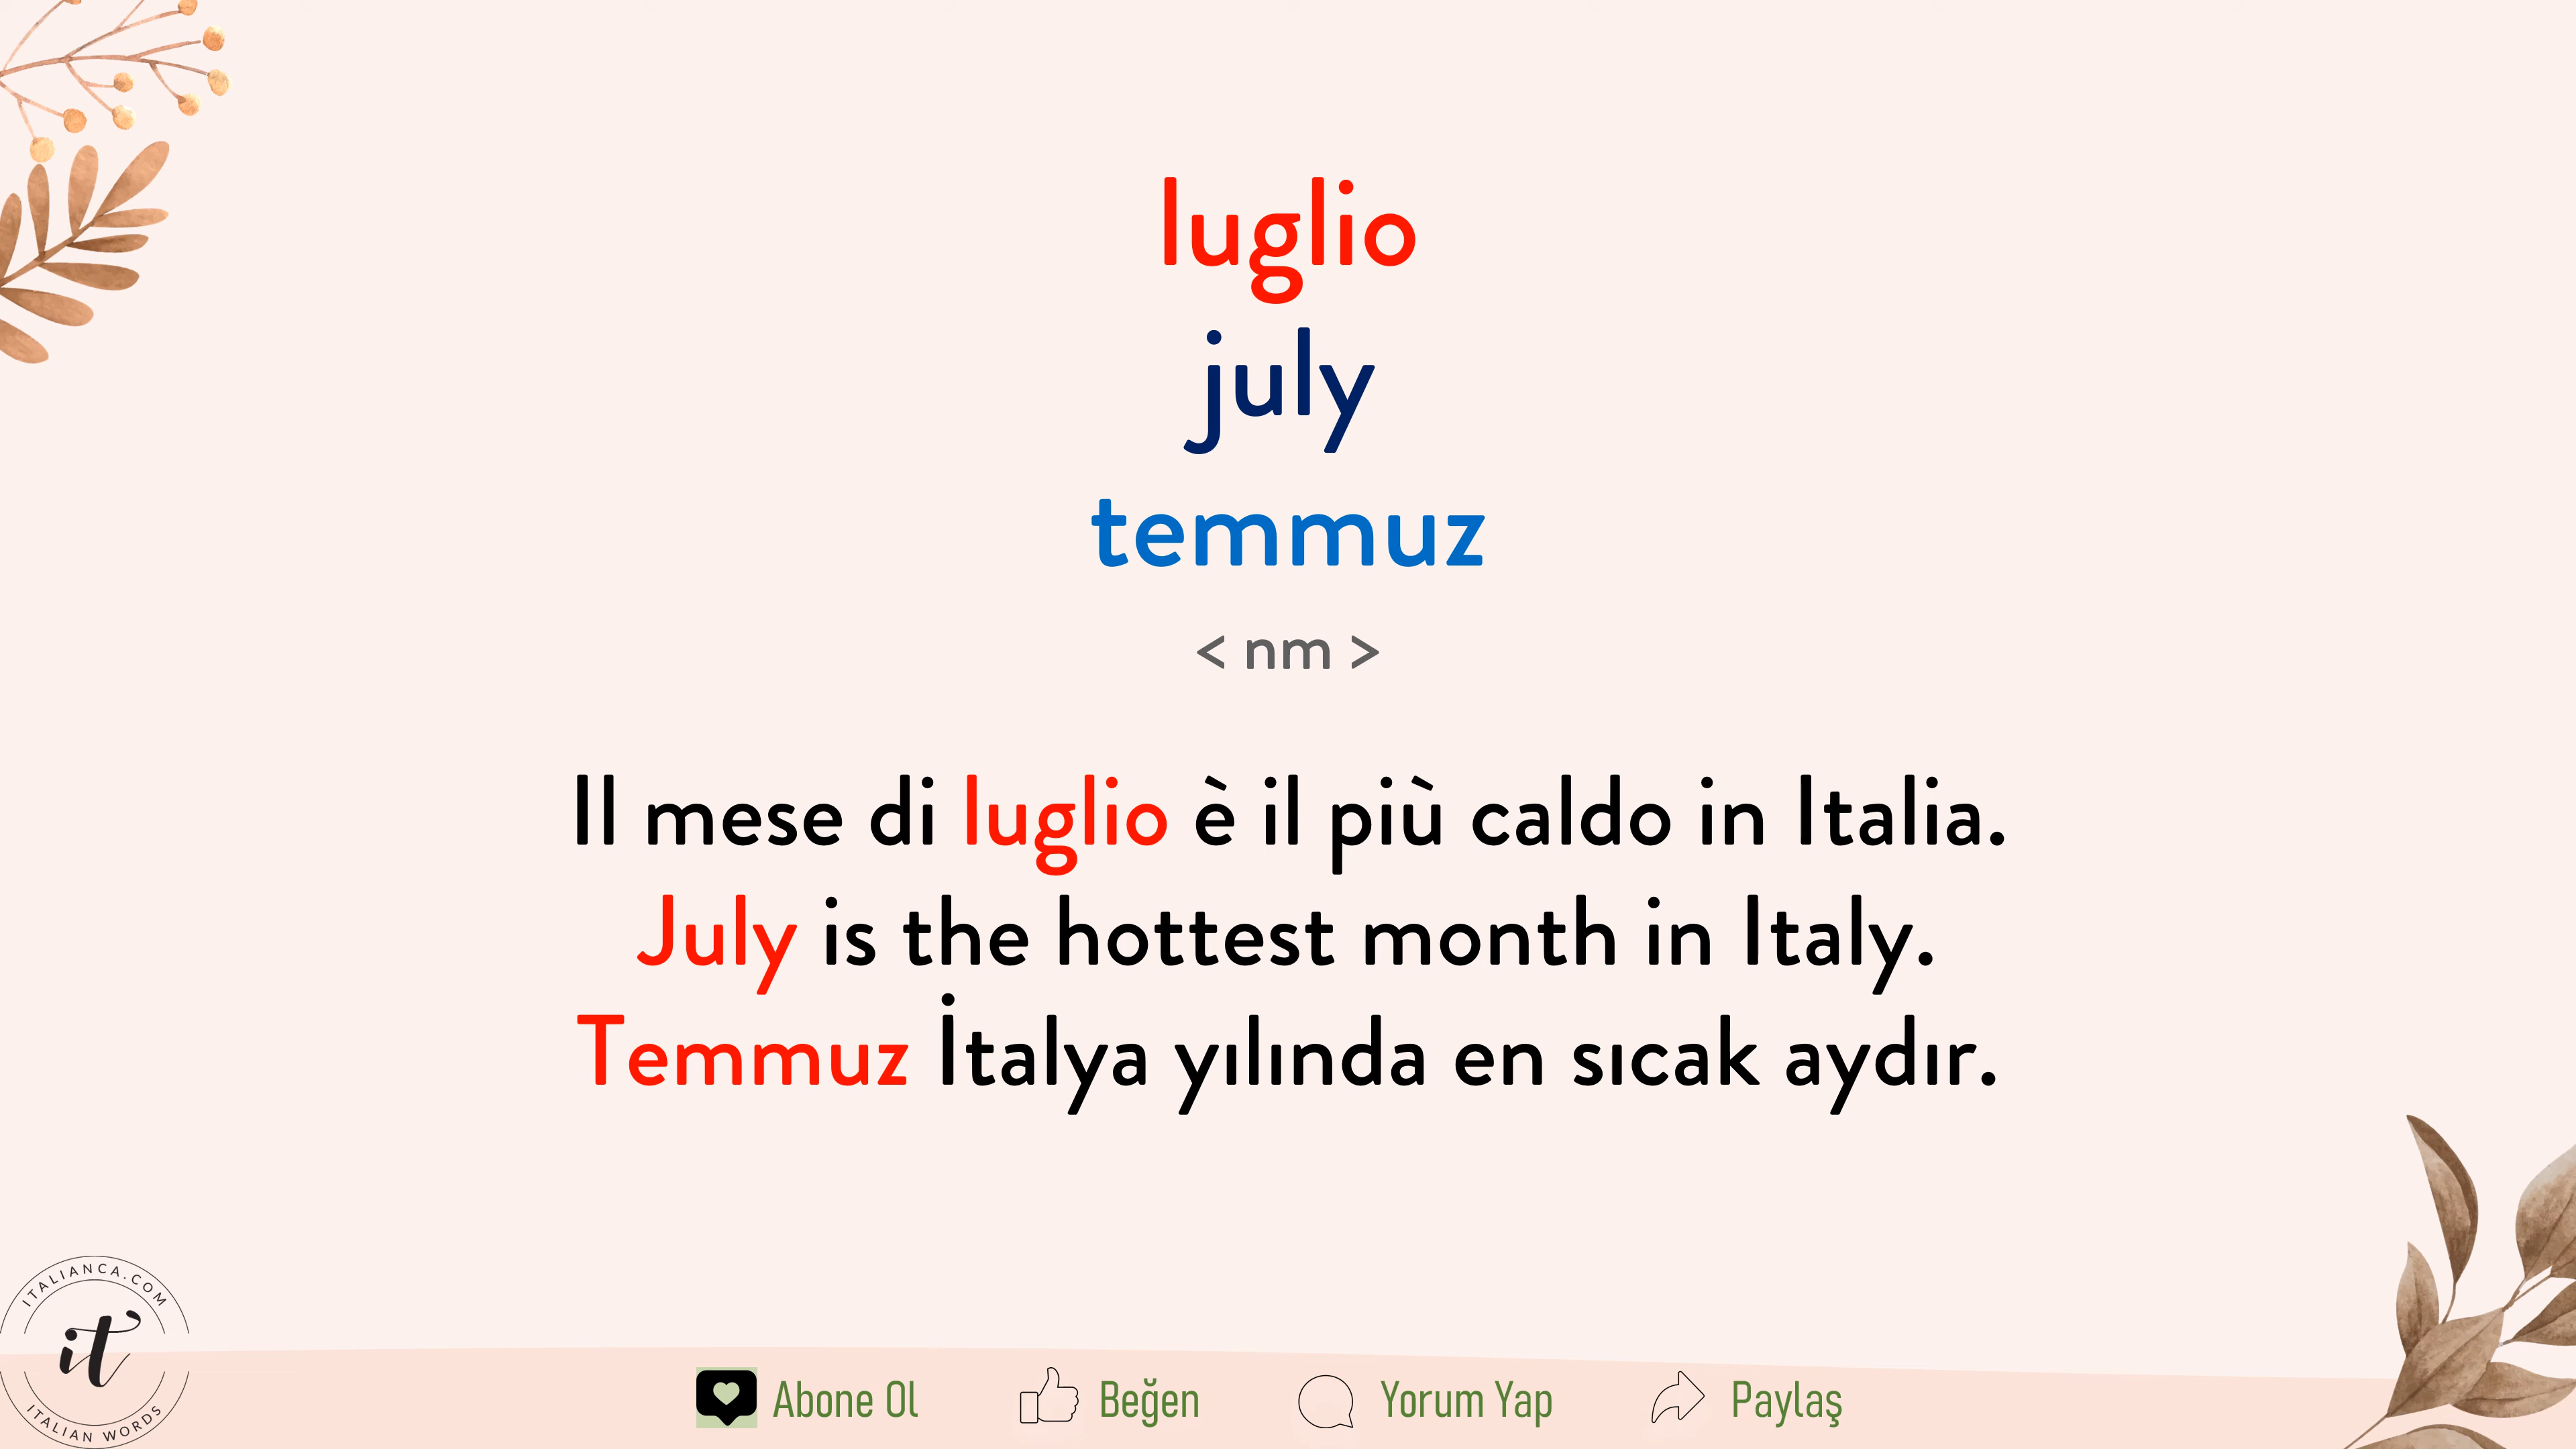 luglio
july
temmuz
< nm >
Il mese di luglio è il più caldo in Italia.
July is the hottest month in Italy.
Temmuz İtalya yılında en sıcak aydır.
ITALIANCA.COM
it
ITALIAN WORDS
Abone Ol Beğen Yorum Yap Paylaş